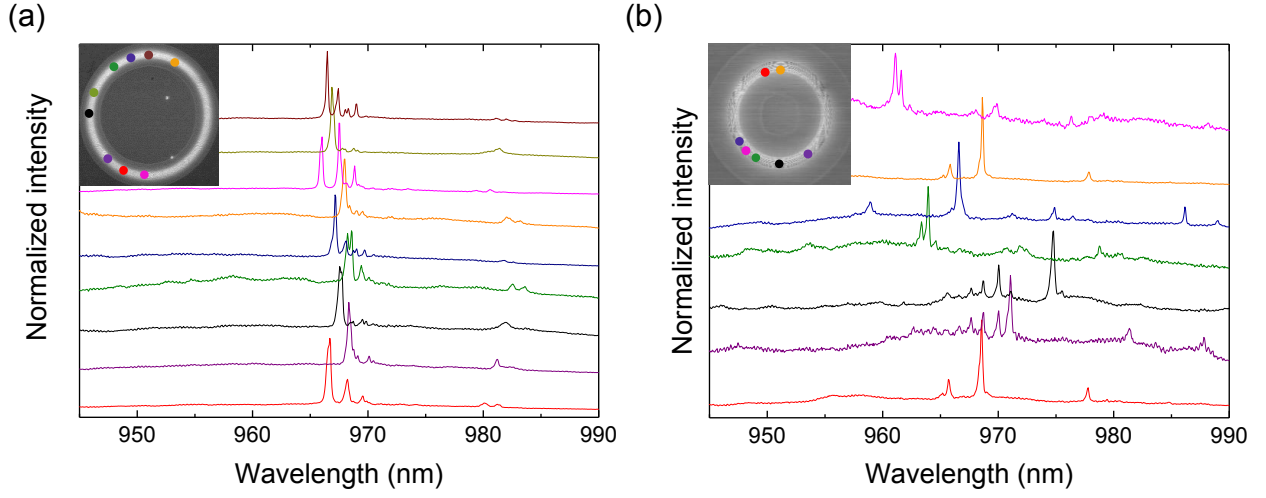 (a)
Normalized intensity
950 960 970 980 990
Wavelength (nm)
(b)
Normalized intensity
950 960 970 980 990
Wavelength (nm)